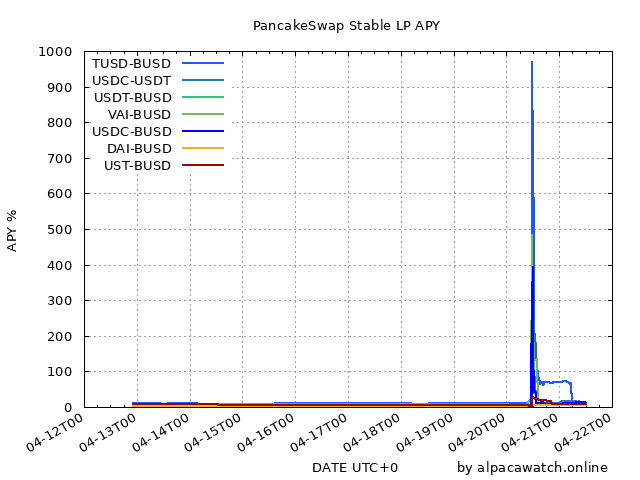 PancakeSwap Stable LP APY
1000
900
800
700
600
500
400
300
200
100
0
APY %
TUSD-BUSD
USDC-USDT
USDT-BUSD
VAI-BUSD
USDC-BUSD
DAI-BUSD
UST-BUSD
04-12T00
04-13T00
04-14T00
04-15T00
04-16T00
04-17T00
04-18T00
04-19T00
04-20T00
04-21T00
04-22T00
DATE UTC+0
by alpacawatch.online